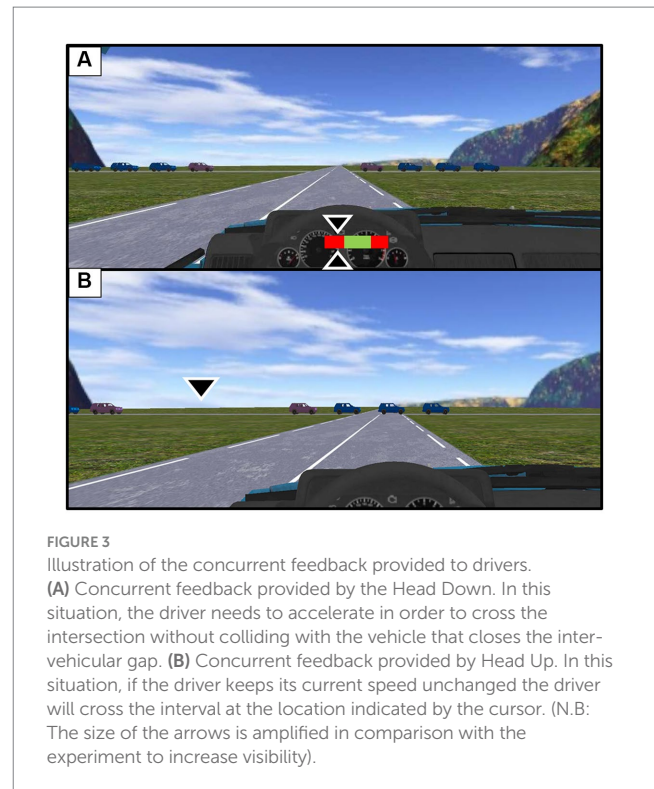 A
B
FIGURE 3
Illustration of the concurrent feedback provided to drivers.
(A) Concurrent feedback provided by the Head Down. In this
situation, the driver needs to accelerate in order to cross the
intersection without colliding with the vehicle that closes the inter-
vehicular gap. (B) Concurrent feedback provided by Head Up. In this
situation, if the driver keeps its current speed unchanged the driver
will cross the interval at the location indicated by the cursor. (N.B:
The size of the arrows is amplified in comparison with the
experiment to increase visibility).